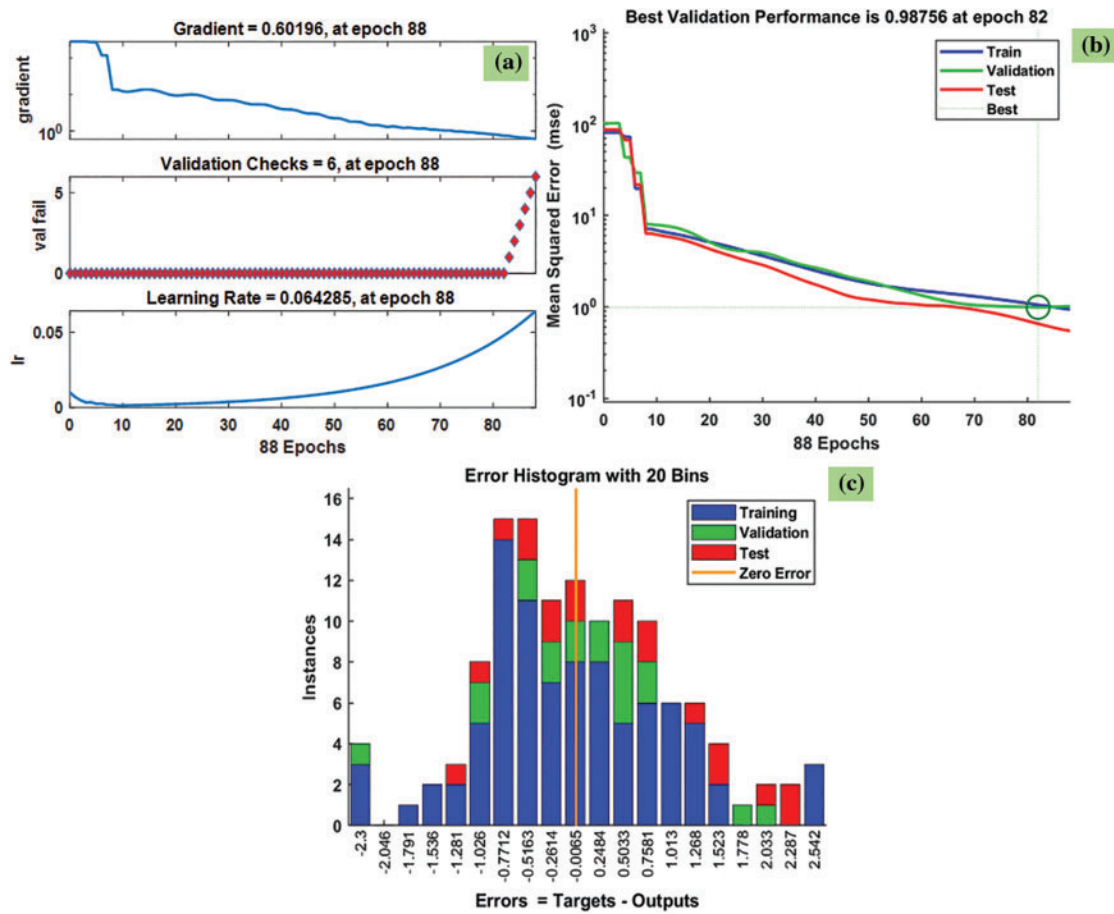 Gradient = 0.60196, at epoch 88
(a)
gradient
10^0
Validation Checks = 6, at epoch 88
val fail
5
0
Learning Rate = 0.064285, at epoch 88
lr
0.05
0
0 10 20 30 40 50 60 70 80
88 Epochs
Best Validation Performance is 0.98756 at epoch 82
(b)
Mean Squared Error (mse)
10^3
10^2
10^1
10^0
10^-1
Train
Validation
Test
Best
0 10 20 30 40 50 60 70 80
88 Epochs
Error Histogram with 20 Bins
(c)
Instances
16
14
12
10
8
6
4
2
0
Training
Validation
Test
Zero Error
-2.3 -2.046 -1.791 -1.536 -1.281 -1.026 -0.7712 -0.5163 -0.2614 -0.0065 0.2484 0.5033 0.7581 1.013 1.268 1.523 1.778 2.033 2.287 2.542
Errors = Targets - Outputs